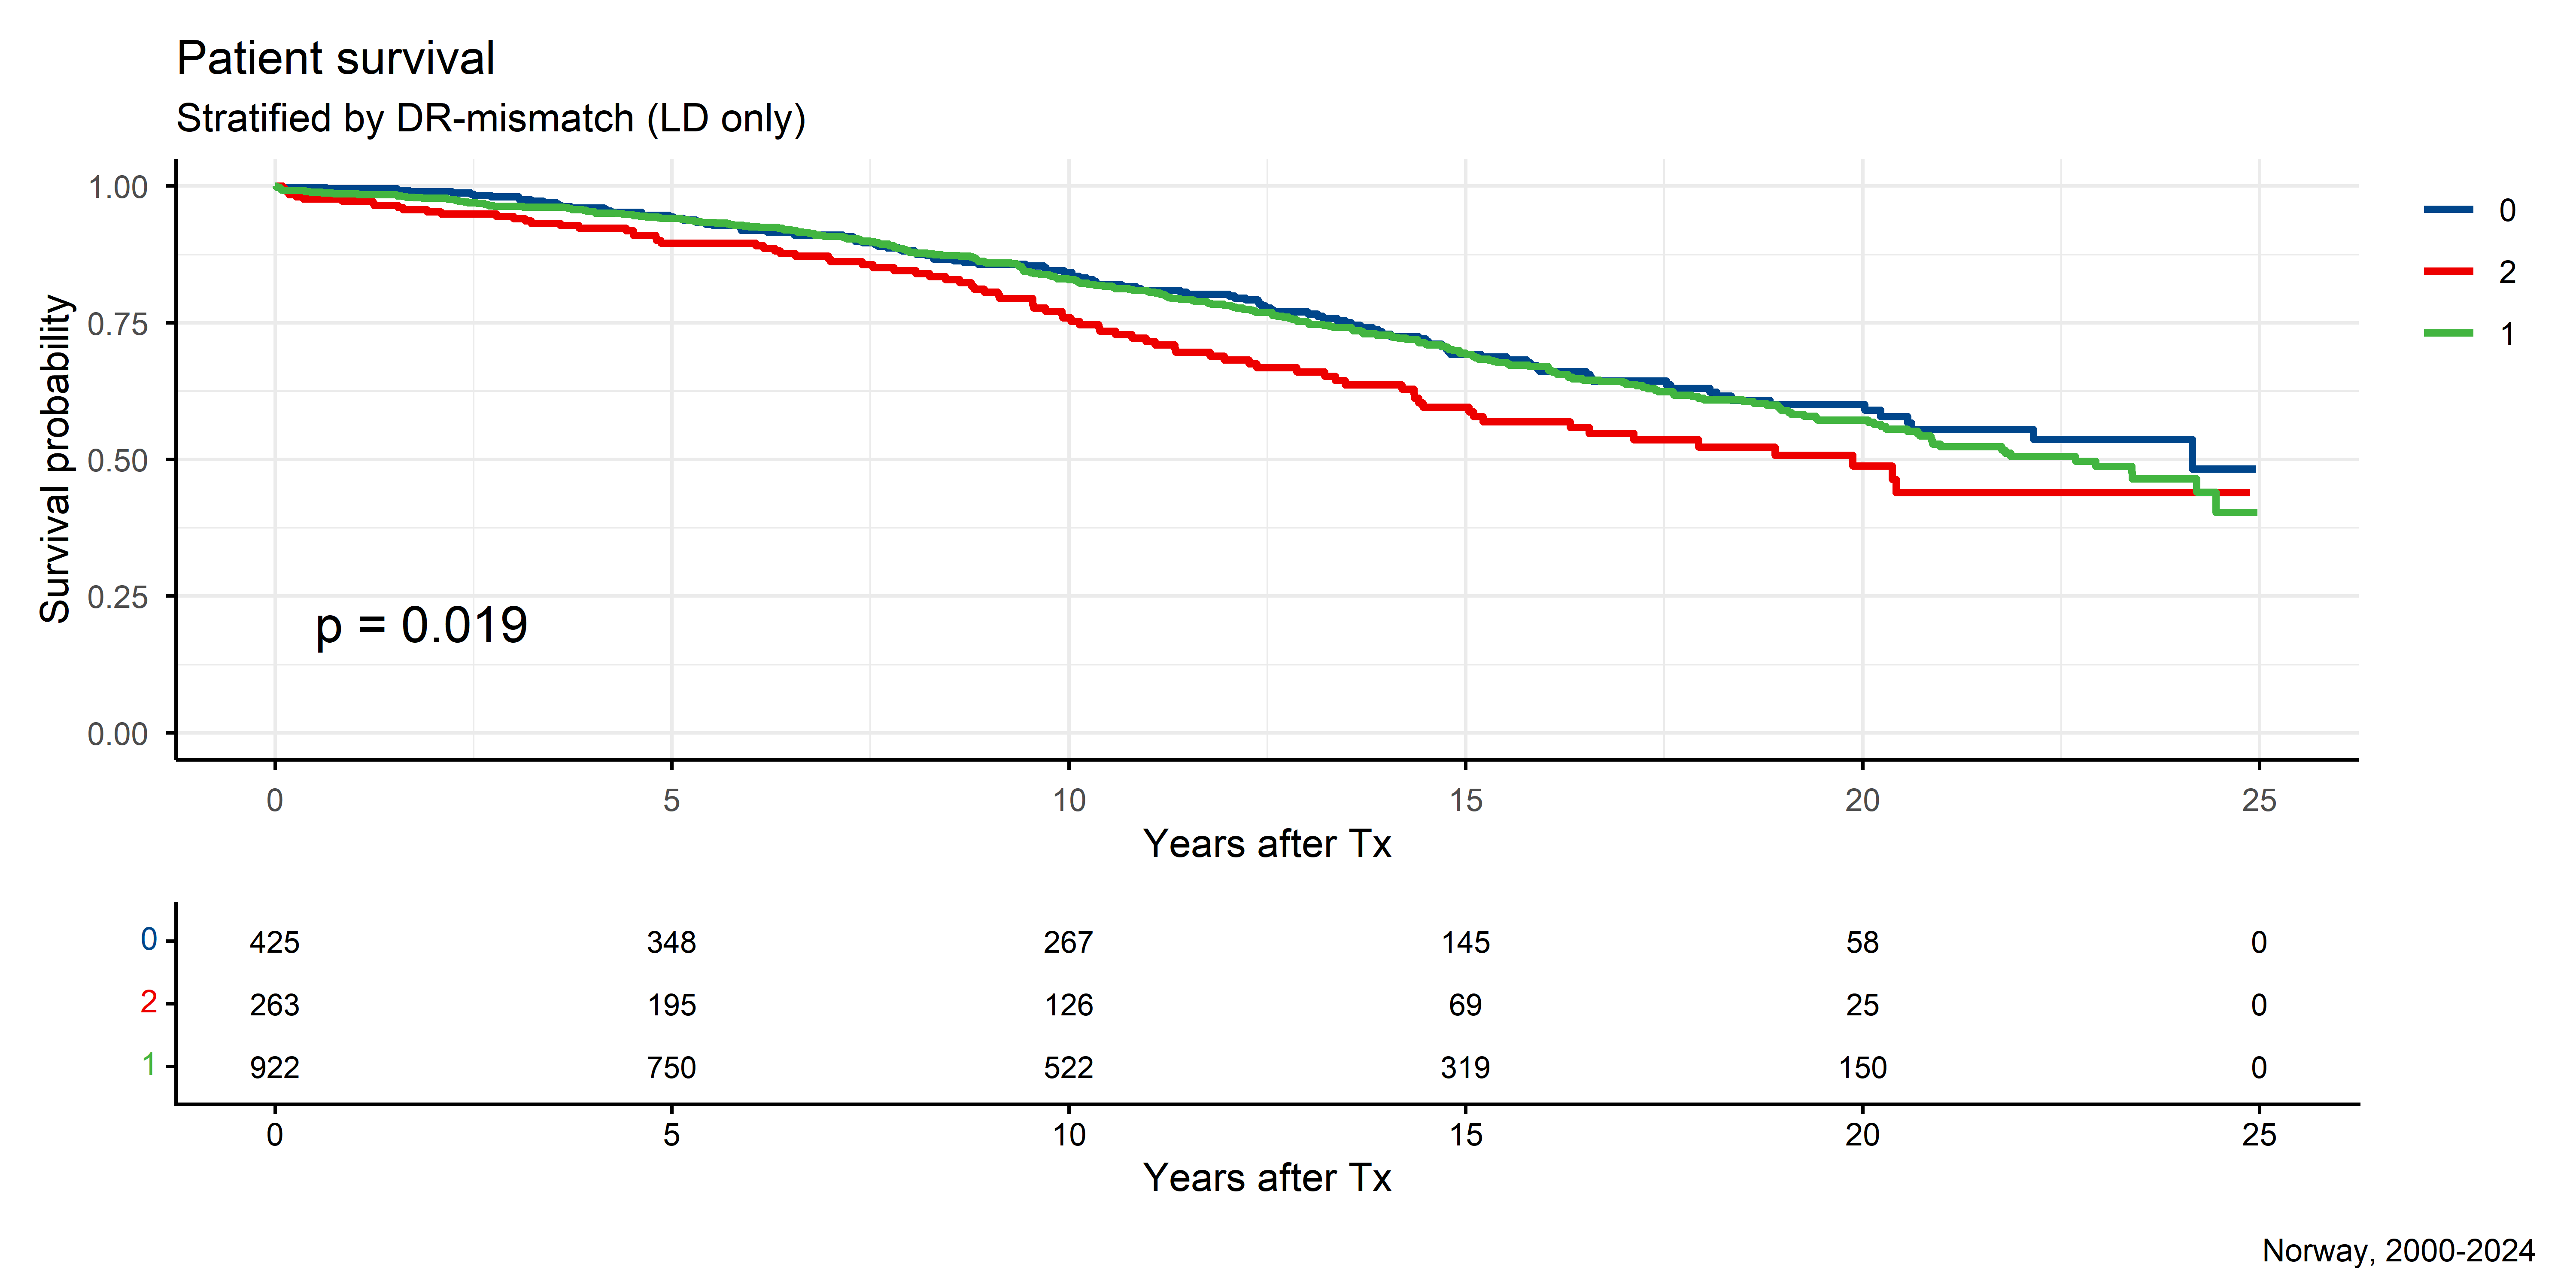 Patient survival
Stratified by DR-mismatch (LD only)
Survival probability
1.00
0.75
0.50
0.25
0.00
p = 0.019
0
2
1
0 5 10 15 20 25
Years after Tx
0 425 348 267 145 58 0
2 263 195 126 69 25 0
1 922 750 522 319 150 0
0 5 10 15 20 25
Years after Tx
Norway, 2000-2024